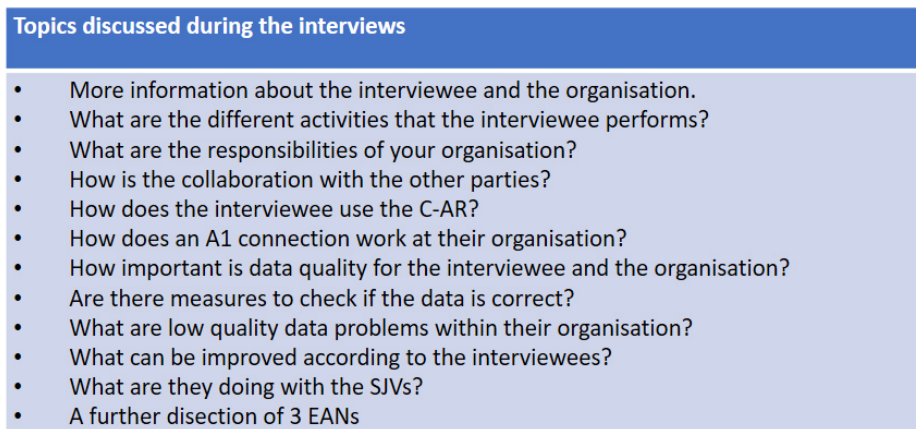 Topics discussed during the interviews
• More information about the interviewee and the organisation.
• What are the different activities that the interviewee performs?
• What are the responsibilities of your organisation?
• How is the collaboration with the other parties?
• How does the interviewee use the C-AR?
• How does an A1 connection work at their organisation?
• How important is data quality for the interviewee and the organisation?
• Are there measures to check if the data is correct?
• What are low quality data problems within their organisation?
• What can be improved according to the interviewees?
• What are they doing with the SJVs?
• A further disection of 3 EANs